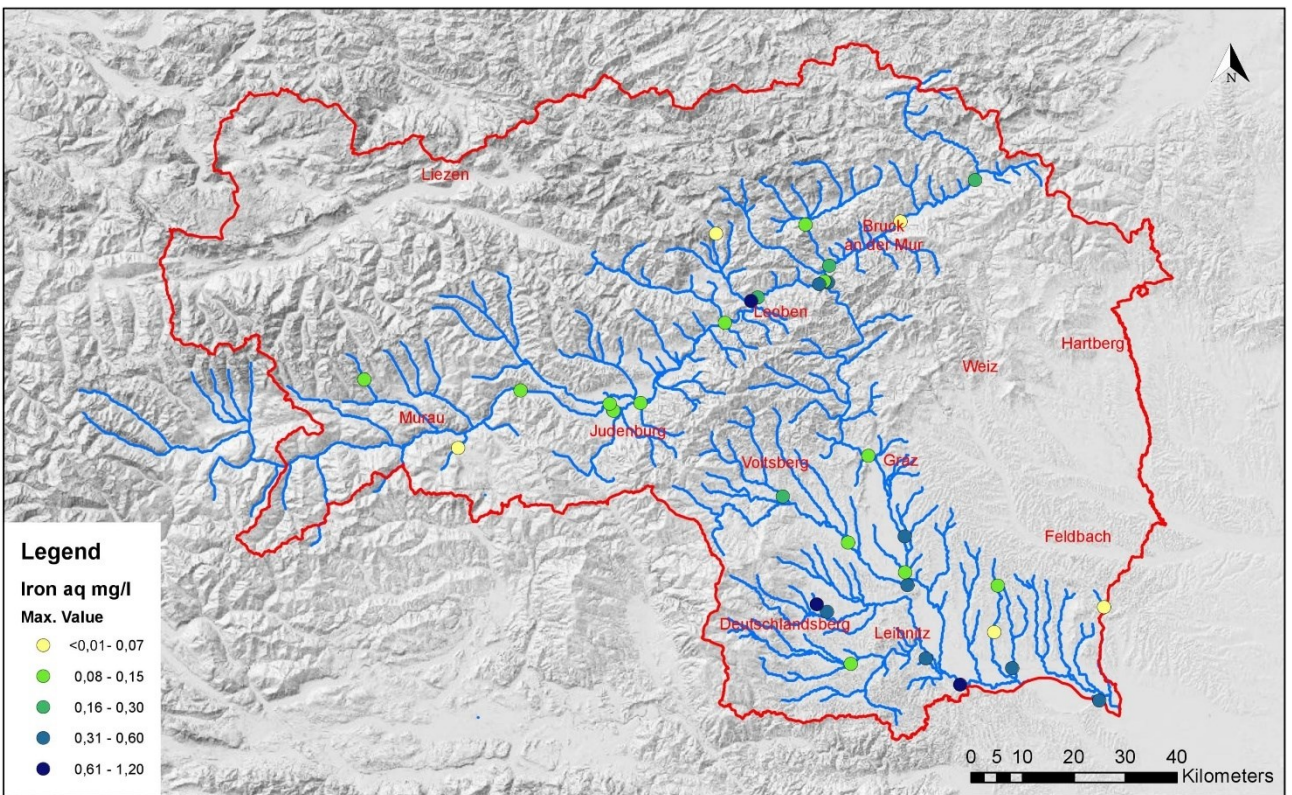 N
Liezen
Bruck
an der Mur
Leoben
Hartberg
Weiz
Murau
Judenburg
Voitsberg
Graz
Feldbach
Deutschlandsberg
Leibnitz
Legend
Iron aq mg/l
Max. Value
<0,01- 0,07
0,08 - 0,15
0,16 - 0,30
0,31 - 0,60
0,61 - 1,20
0 5 10 20 30 40
Kilometers